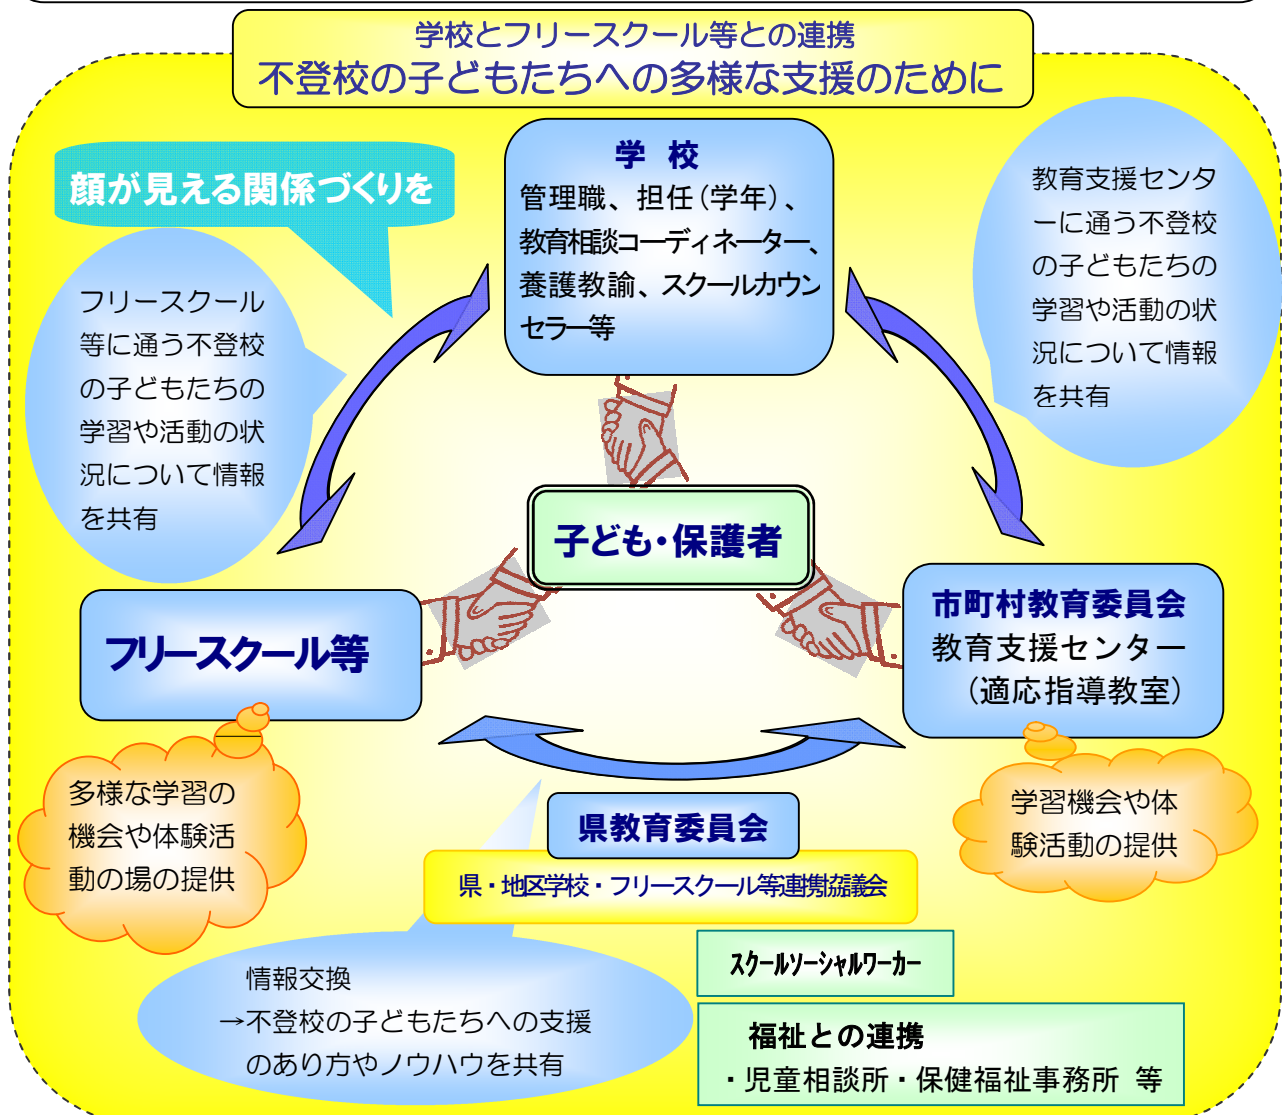 学校とフリースクール等との連携
不登校の子どもたちへの多様な支援のために
顔が見える関係づくりを
学 校
管理職、担任(学年)、
教育相談コーディネーター、
養護教諭、スクールカウン
セラー等
教育支援センタ
ーに通う不登校
の子どもたちの
学習や活動の状
況について情報
を共有
フリースクール
等に通う不登校
の子どもたちの
学習や活動の状
況について情報
を共有
子ども・保護者
フリースクール等
市町村教育委員会
教育支援センター
(適応指導教室)
多様な学習の
機会や体験活
動の場の提供
学習機会や体
験活動の提供
県教育委員会
県・地区学校・フリースクール等連携協議会
情報交換
→不登校の子どもたちへの支援
のあり方やノウハウを共有
スクールソーシャルワーカー
福祉との連携
・児童相談所・保健福祉事務所 等